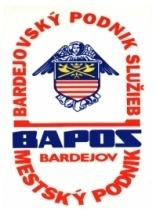 BARDEJOVSKÝ PODNIK SLUŽIEB
BAPOS
BARDEJOV
MESTSKÝ PODNIK